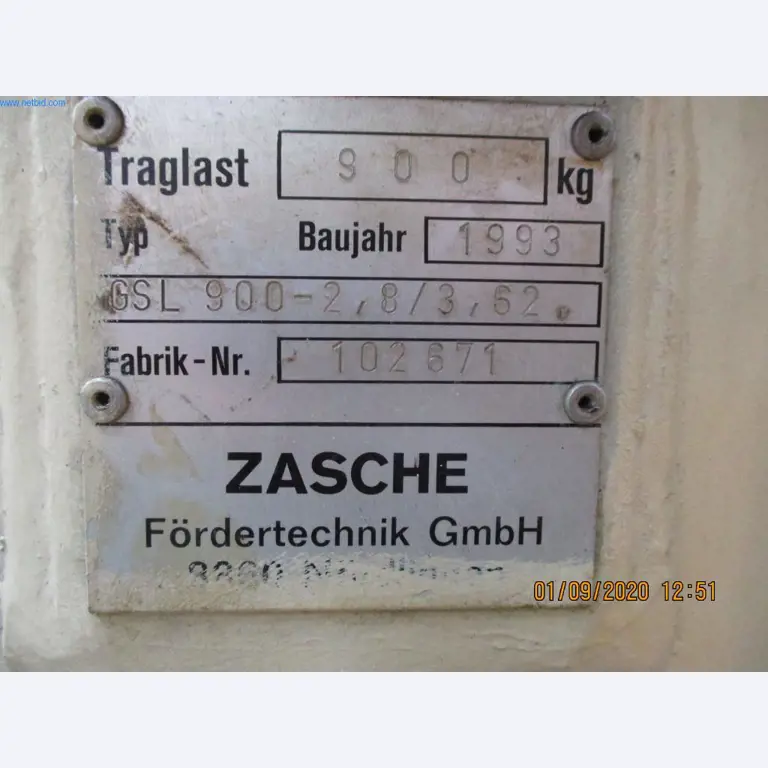 www.netbid.com
Traglast 900 kg
Typ Baujahr 1993
GSL 900-2,8/3,62.
Fabrik-Nr. 102671
ZASCHE
Fördertechnik GmbH
01/09/2020 12:51